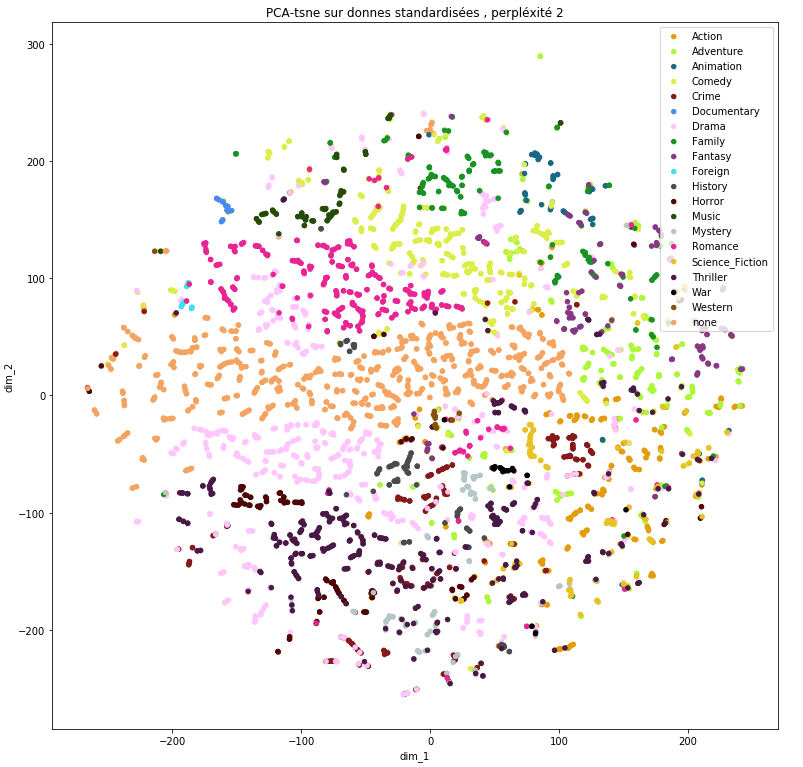 PCA-tsne sur donnes standardisées , perpléxité 2
300
200
100
0
−100
−200
dim_2
−200
−100
0
100
200
dim_1
Action
Adventure
Animation
Comedy
Crime
Documentary
Drama
Family
Fantasy
Foreign
History
Horror
Music
Mystery
Romance
Science_Fiction
Thriller
War
Western
none